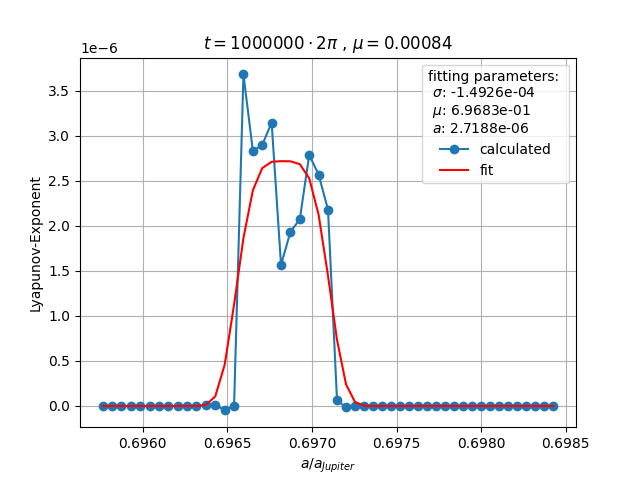 t = 1000000 · 2π , μ = 0.00084
1e−6
fitting parameters:
σ: -1.4926e-04
μ: 6.9683e-01
a: 2.7188e-06
calculated
fit
3.5
3.0
2.5
2.0
1.5
1.0
0.5
0.0
Lyapunov-Exponent
0.6960 0.6965 0.6970 0.6975 0.6980 0.6985
a/a_Jupiter